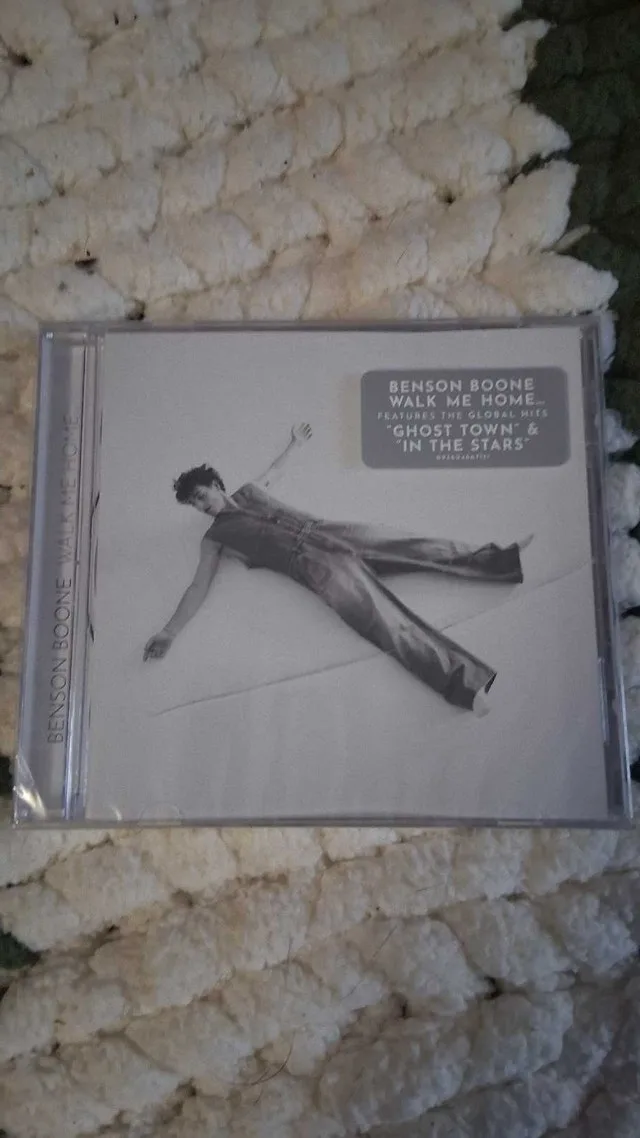 BENSON BOONE WALK ME HOME
BENSON BOONE
WALK ME HOME...
FEATURES THE GLOBAL HITS
"GHOST TOWN" &
"IN THE STARS"